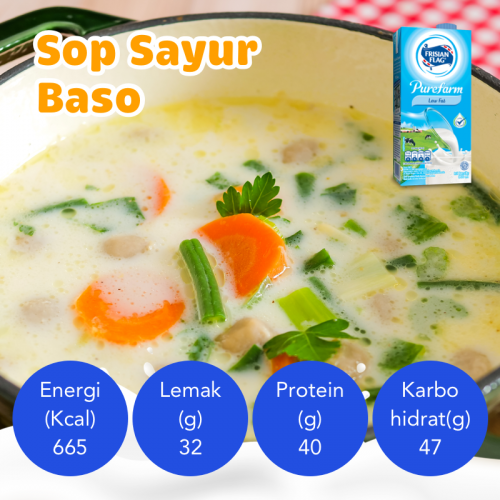 Sop Sayur
Baso
FRISIAN
FLAG
Purefarm
Low Fat
Energi
(Kcal)
665
Lemak
(g)
32
Protein
(g)
40
Karbo
hidrat(g)
47